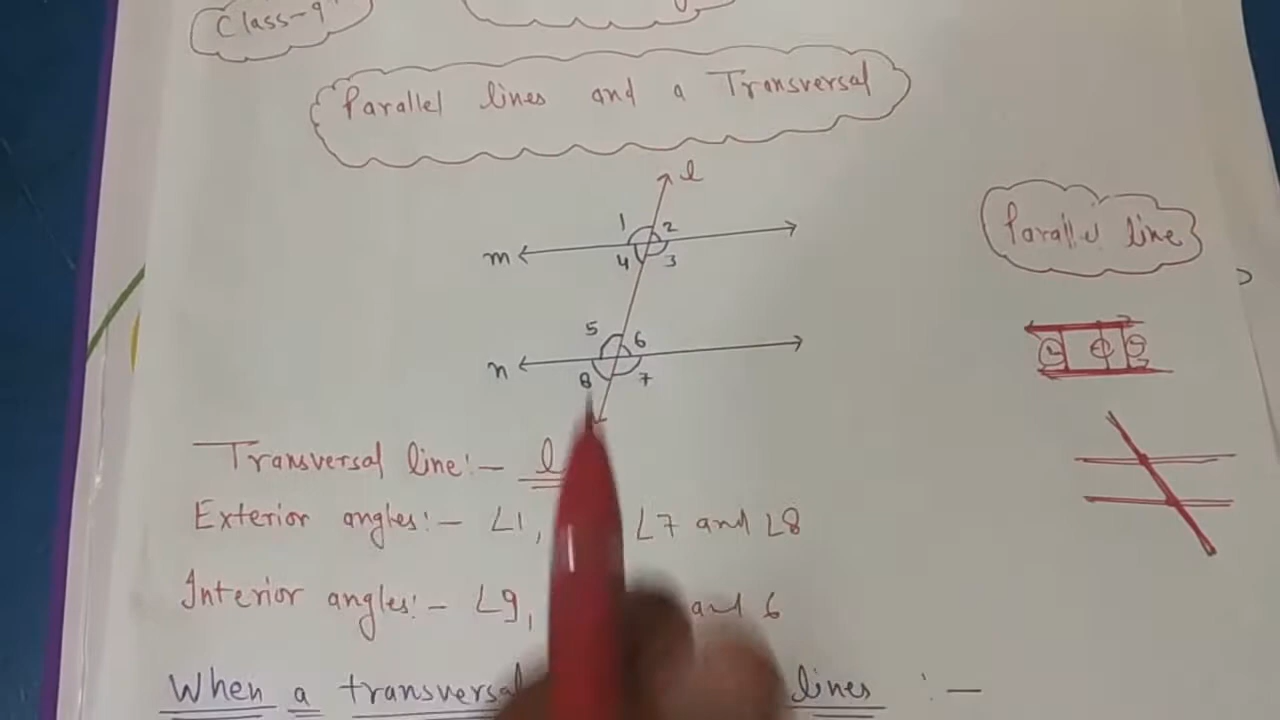 Class-9
Parallel lines and a Transversal
l
1 2
m
4 3
5 6
n
8 7
Parallel line
Transversal line:- l
Exterior angles:- ∠1, ∠7 and ∠8
Interior angles:- ∠9, and 6
When a transversal lines :-